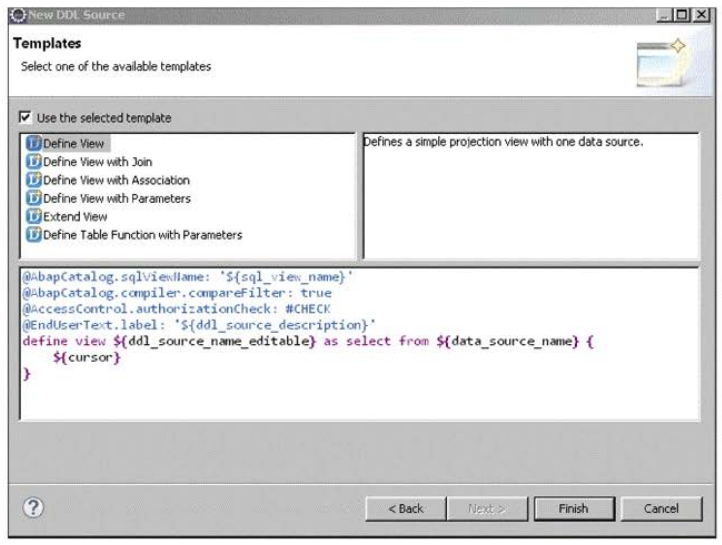 New DDL Source
Templates
Select one of the available templates
Use the selected template
Define View
Define View with Join
Define View with Association
Define View with Parameters
Extend View
Define Table Function with Parameters
Defines a simple projection view with one data source.
@AbapCatalog.sqlViewName: '${sql_view_name}'
@AbapCatalog.compiler.compareFilter: true
@AccessControl.authorizationCheck: #CHECK
@EndUserText.label: '${ddl_source_description}'
define view ${ddl_source_name_editable} as select from ${data_source_name} {
    ${cursor}
}
?
< Back
Next >
Finish
Cancel